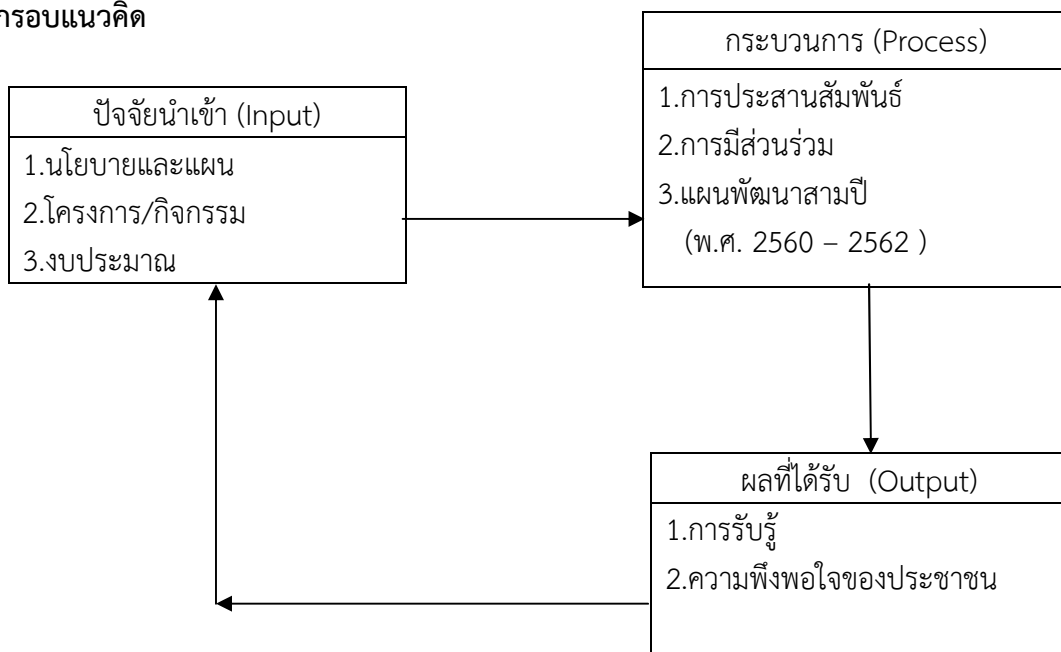 กรอบแนวคิด
กระบวนการ (Process)
1.การประสานสัมพันธ์
2.การมีส่วนร่วม
3.แผนพัฒนาสามปี
(พ.ศ. 2560 – 2562 )
ปัจจัยนำเข้า (Input)
1.นโยบายและแผน
2.โครงการ/กิจกรรม
3.งบประมาณ
ผลที่ได้รับ (Output)
1.การรับรู้
2.ความพึงพอใจของประชาชน